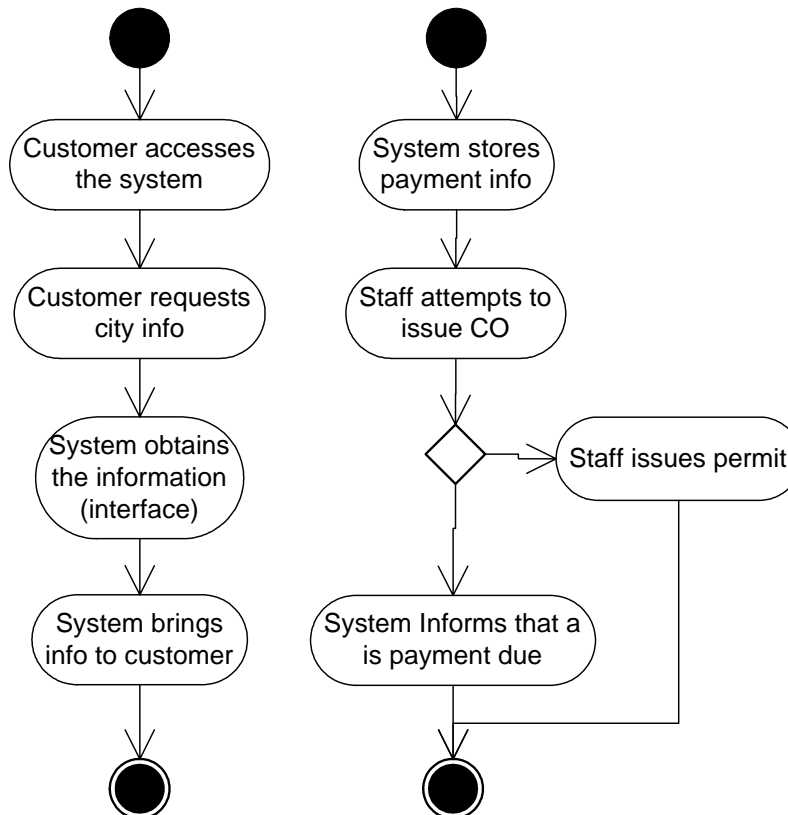 Customer accesses
the system
Customer requests
city info
System obtains
the information
(interface)
System brings
info to customer
System stores
payment info
Staff attempts to
issue CO
Staff issues permit
System Informs that a
is payment due